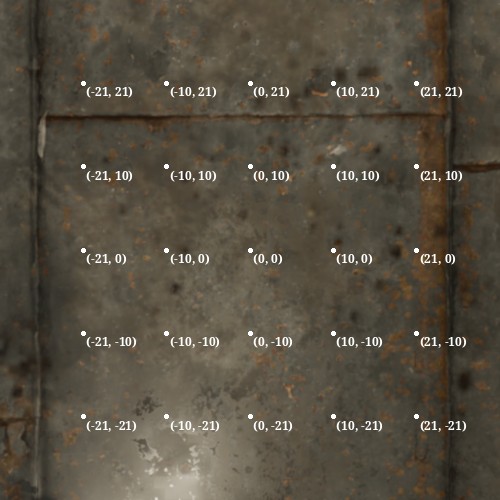 (-21, 21) (-10, 21) (0, 21) (10, 21) (21, 21)
(-21, 10) (-10, 10) (0, 10) (10, 10) (21, 10)
(-21, 0) (-10, 0) (0, 0) (10, 0) (21, 0)
(-21, -10) (-10, -10) (0, -10) (10, -10) (21, -10)
(-21, -21) (-10, -21) (0, -21) (10, -21) (21, -21)